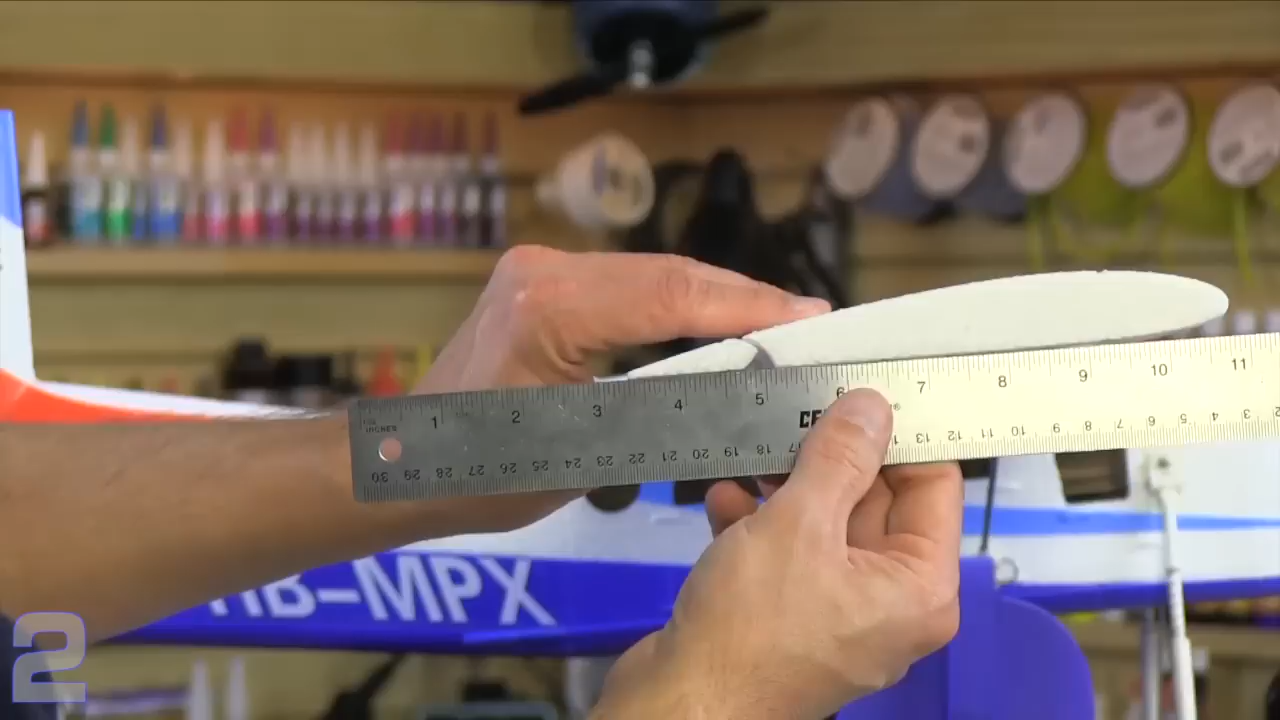 1 2 3 4 5 6 7 8 9 10 11
INCHES
30 29 28 27 26 25 24 23 22 21 20 19 18 17 13 12 11 10 9 8 7 6 5 4 3
HB-MPX
2